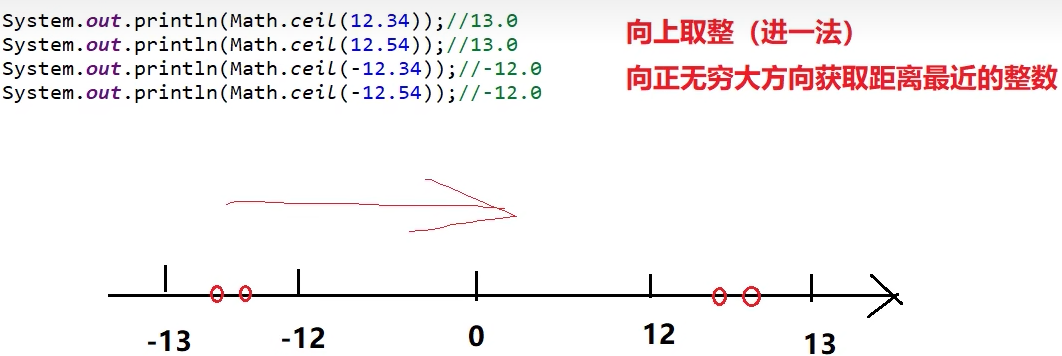 System.out.println(Math.ceil(12.34));//13.0
System.out.println(Math.ceil(12.54));//13.0
System.out.println(Math.ceil(-12.34));//-12.0
System.out.println(Math.ceil(-12.54));//-12.0
向上取整（进一法）
向正无穷大方向获取距离最近的整数
-13 -12 0 12 13